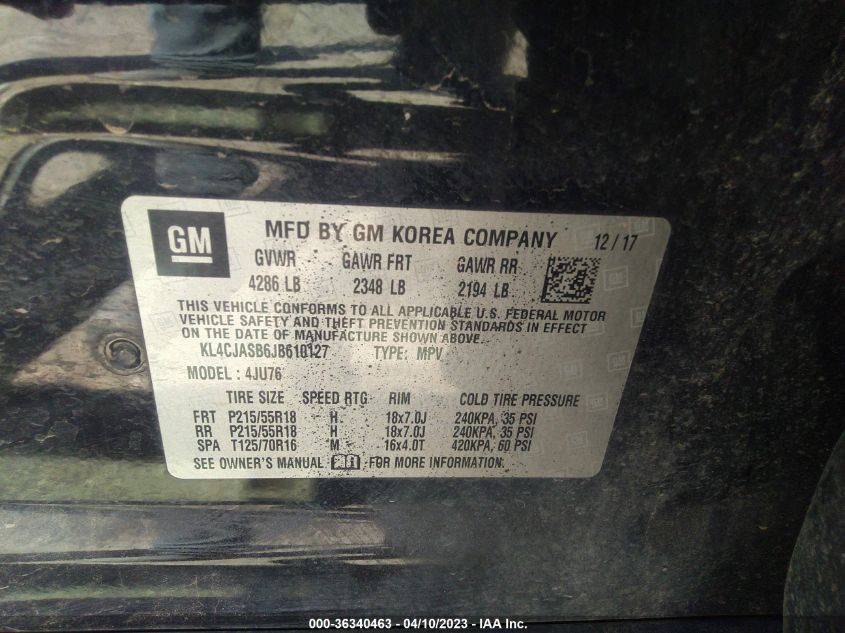 GM
MFD BY GM KOREA COMPANY 12/17
GVWR GAWR FRT GAWR RR
4286 LB 2348 LB 2194 LB
THIS VEHICLE CONFORMS TO ALL APPLICABLE U.S. FEDERAL MOTOR
VEHICLE SAFETY AND THEFT PREVENTION STANDARDS IN EFFECT
ON THE DATE OF MANUFACTURE SHOWN ABOVE.
KL4CJASB6JB610127 TYPE: MPV
MODEL : 4JU76
TIRE SIZE SPEED RTG RIM COLD TIRE PRESSURE
FRT P215/55R18 H 18x7.0J 240KPA, 35 PSI
RR P215/55R18 H 18x7.0J 240KPA, 35 PSI
SPA T125/70R16 M 16x4.0T 420KPA, 60 PSI
SEE OWNER'S MANUAL FOR MORE INFORMATION.
000-36340463 - 04/10/2023 - IAA Inc.